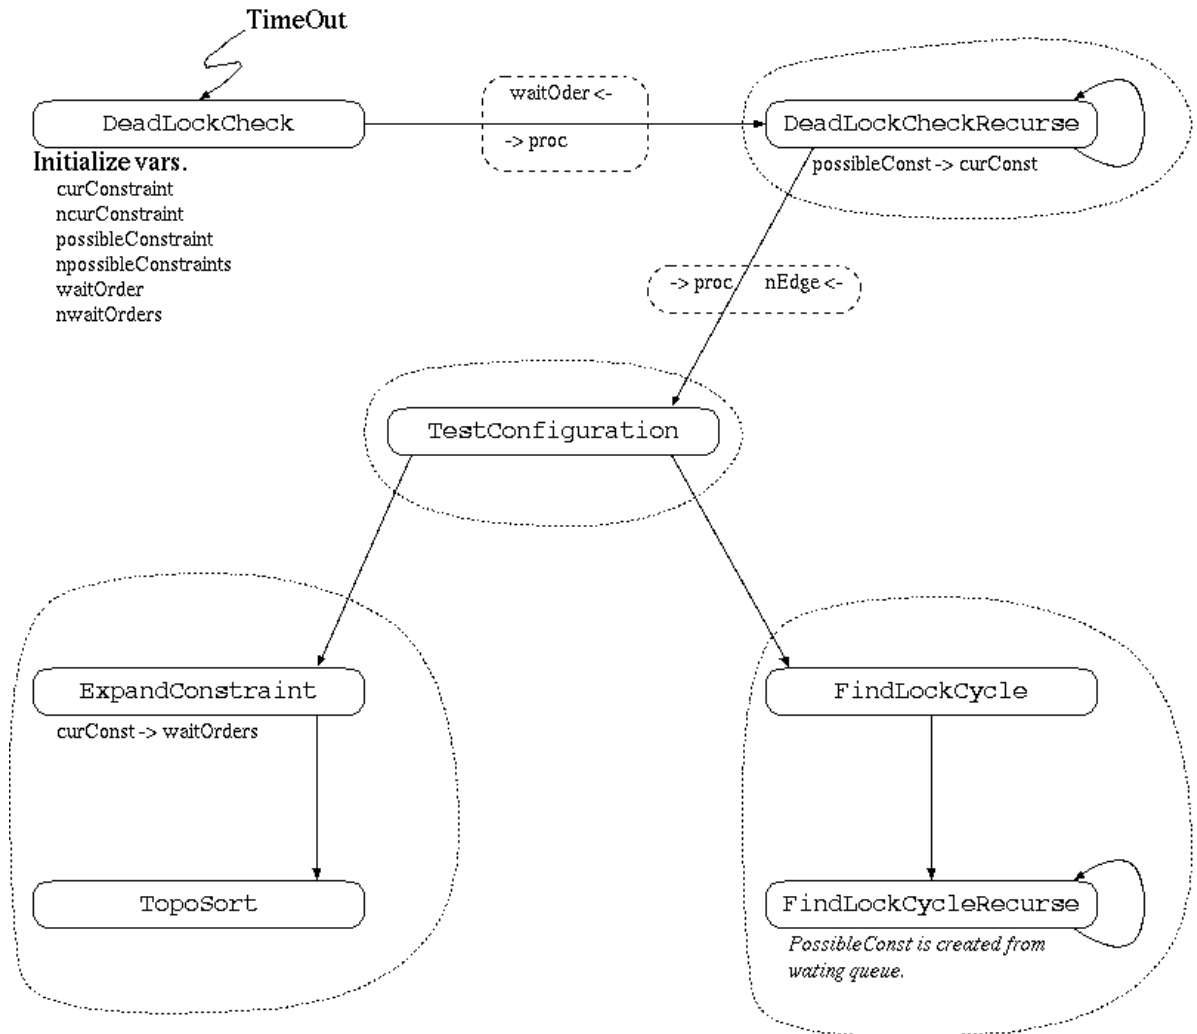 TimeOut
DeadLockCheck
waitOder <-
-> proc
DeadLockCheckRecurse
possibleConst -> curConst
Initialize vars.
curConstraint
ncurConstraint
possibleConstraint
npossibleConstraints
waitOrder
nwaitOrders
-> proc nEdge <-
TestConfiguration
ExpandConstraint
curConst -> waitOrders
FindLockCycle
TopoSort
FindLockCycleRecurse
PossibleConst is created from
wating queue.